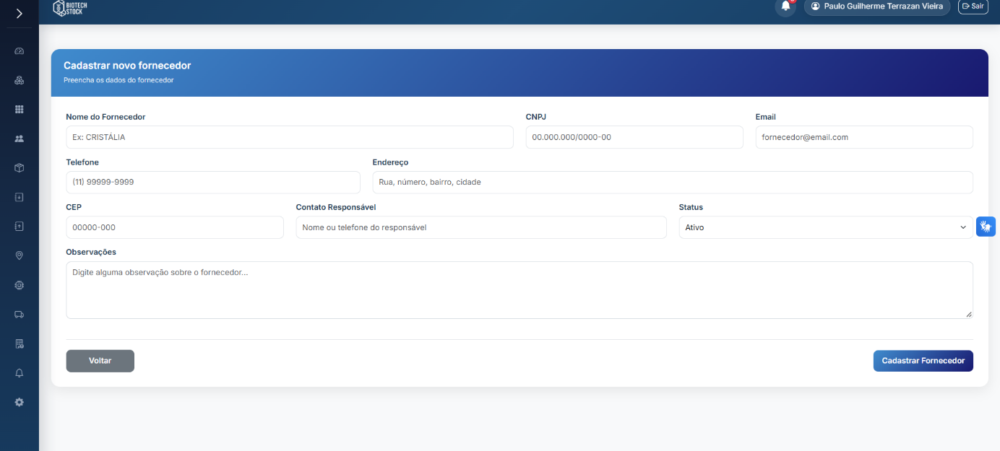 BIOTECH
STOCK
Paulo Guilherme Terrazan Vieira
Sair
Cadastrar novo fornecedor
Preencha os dados do fornecedor
Nome do Fornecedor
CNPJ
Email
Ex: CRISTÁLIA
00.000.000/0000-00
fornecedor@email.com
Telefone
Endereço
(11) 99999-9999
Rua, número, bairro, cidade
CEP
Contato Responsável
Status
00000-000
Nome ou telefone do responsável
Ativo
Observações
Digite alguma observação sobre o fornecedor...
Voltar
Cadastrar Fornecedor